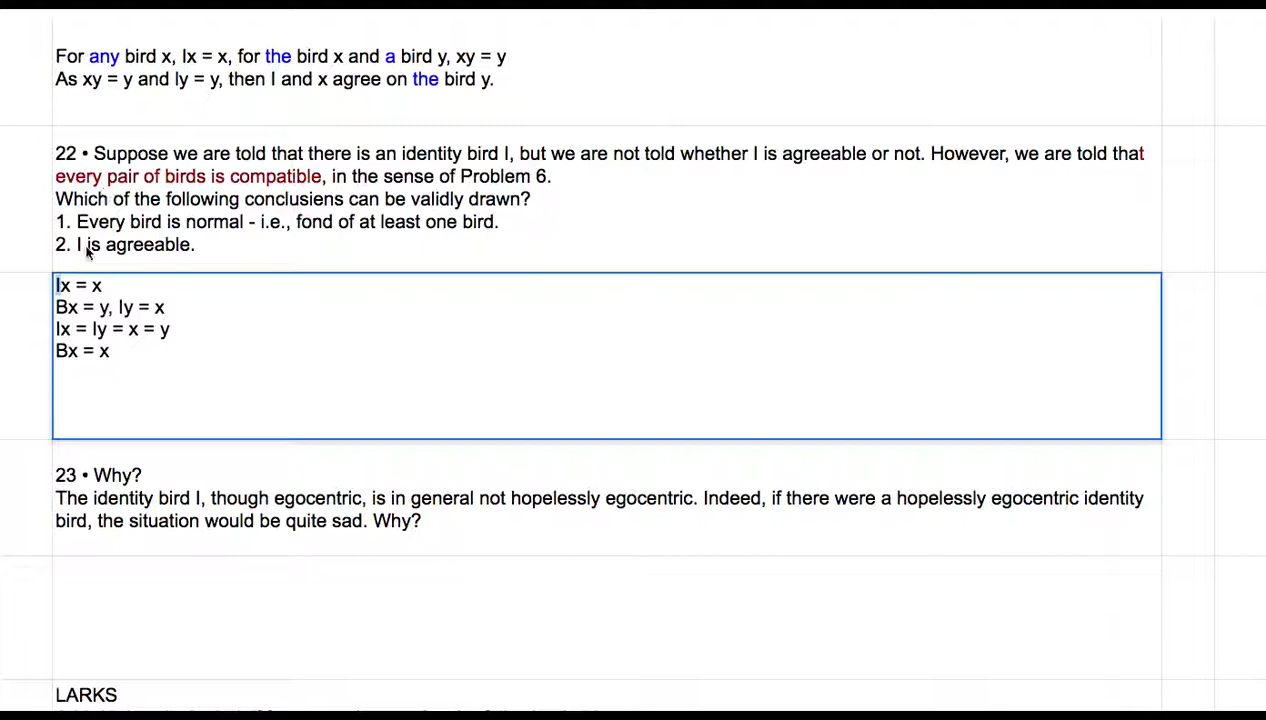 For any bird x, Ix = x, for the bird x and a bird y, xy = y
As xy = y and Iy = y, then I and x agree on the bird y.
22 • Suppose we are told that there is an identity bird I, but we are not told whether I is agreeable or not. However, we are told that
every pair of birds is compatible, in the sense of Problem 6.
Which of the following conclusiens can be validly drawn?
1. Every bird is normal - i.e., fond of at least one bird.
2. I is agreeable.
Ix = x
Bx = y, Iy = x
Ix = Iy = x = y
Bx = x
23 • Why?
The identity bird I, though egocentric, is in general not hopelessly egocentric. Indeed, if there were a hopelessly egocentric identity
bird, the situation would be quite sad. Why?
LARKS